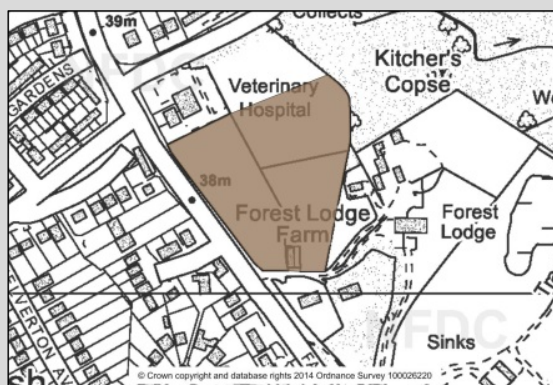 39m
Collects
Kitcher's
Copse
GARDENS
Veterinary
Hospital
38m
Forest Lodge
Farm
Forest
Lodge
Sinks
NFDC
© Crown copyright and database rights 2014 Ordnance Survey 100026220